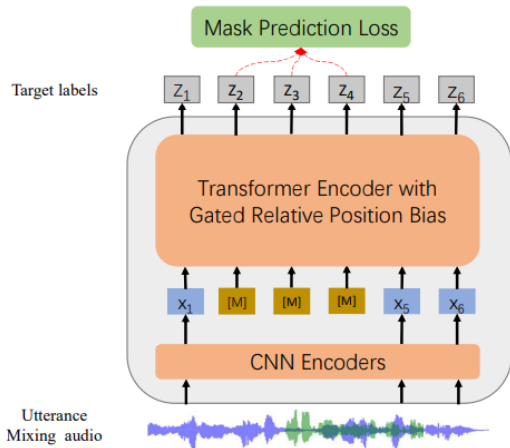 Mask Prediction Loss
Target labels
Z1 z2 z3 z4 Z5 Z6
Transformer Encoder with
Gated Relative Position Bias
x1 [M] [M] [M] x5 x6
CNN Encoders
Utterance
Mixing audio